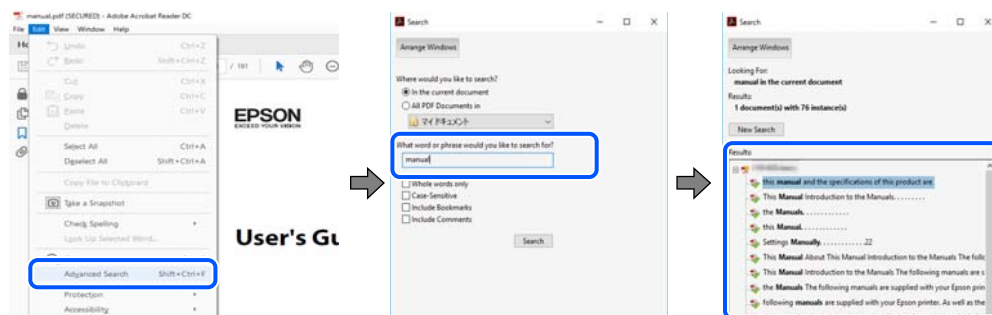 manual.pdf (SECURED) - Adobe Acrobat Reader DC
File Edit View Window Help
Undo Ctrl+Z
Redo Shift+Ctrl+Z
Cut Ctrl+X
Copy Ctrl+C
Paste Ctrl+V
Delete
Select All Ctrl+A
Deselect All Shift+Ctrl+A
Copy File to Clipboard
Take a Snapshot
Check Spelling
Look Up Selected Word...
Advanced Search Shift+Ctrl+F
Protection
Accessibility
/ 181
EPSON
EXCEED YOUR VISION
User's Gu
Search
Arrange Windows
Where would you like to search?
In the current document
All PDF Documents in
マイ ドキュメント
What word or phrase would you like to search for?
manual
Whole words only
Case-Sensitive
Include Bookmarks
Include Comments
Search
Search
Arrange Windows
Looking For:
manual in the current document
Results:
1 document(s) with 76 instance(s)
New Search
Results:
this manual and the specifications of this product are
This Manual Introduction to the Manuals.........
the Manuals.............
this Manual.............
Settings Manually.............22
This Manual About This Manual Introduction to the Manuals The follo
This Manual Introduction to the Manuals The following manuals are s
the Manuals The following manuals are supplied with your Epson prin
following manuals are supplied with your Epson printer. As well as the